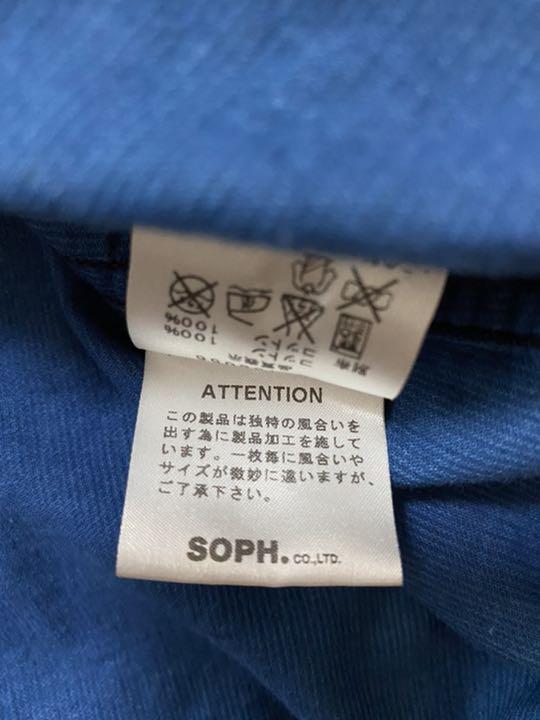 100%
100%
ATTENTION
この製品は独特の風合いを
出す為に製品加工を施して
います。一枚毎に風合いや
サイズが微妙に違いますが、
ご了承下さい。
SOPH. CO.,LTD.